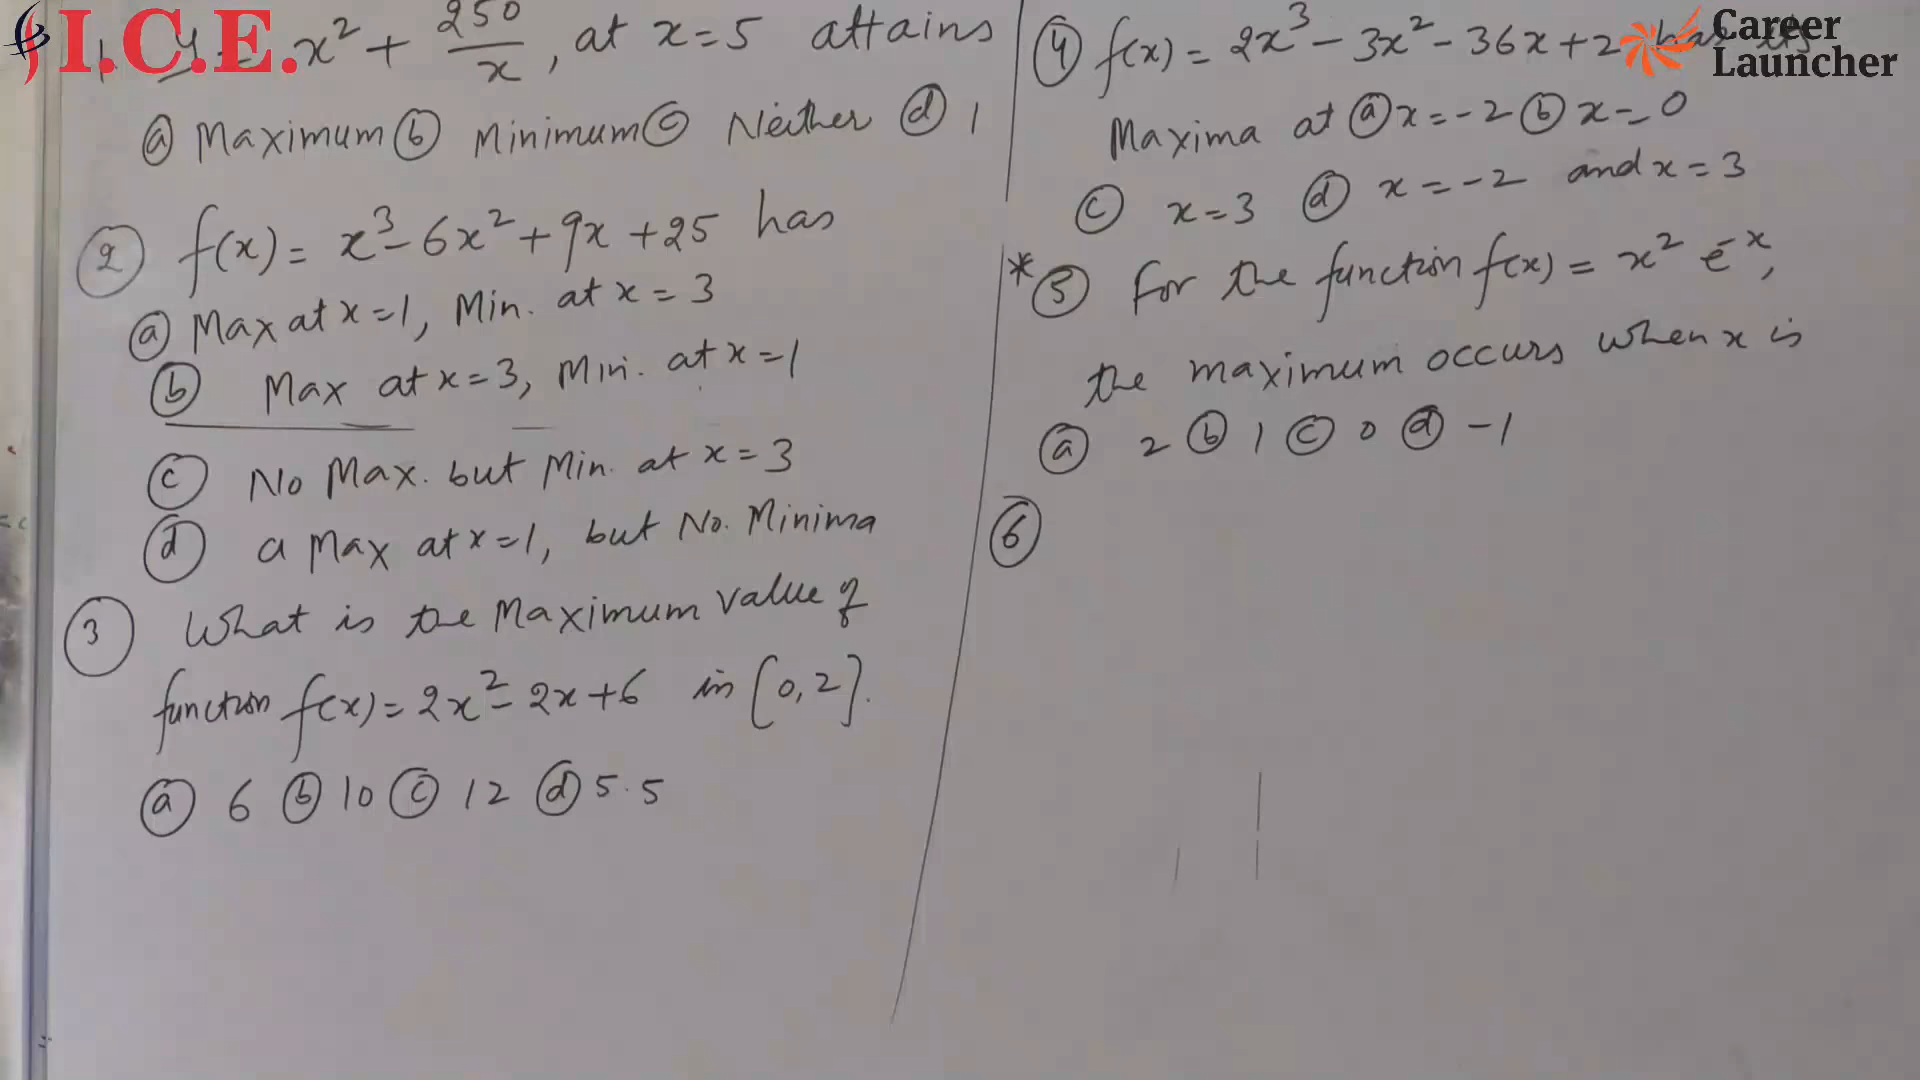 I.C.E.
1. y = x² + 250/x, at x=5 attains
ⓐ Maximum ⓑ Minimum ⓒ Neither ⓓ 1
② f(x) = x³ - 6x² + 9x + 25 has
ⓐ Max at x=1, Min. at x=3
ⓑ Max at x=3, Min. at x=1
ⓒ No Max. but Min. at x=3
ⓓ a Max at x=1, but No. Minima
③ What is the Maximum value of
function f(x) = 2x² - 2x + 6 in [0,2].
ⓐ 6 ⓑ 10 ⓒ 12 ⓓ 5.5
Career
Launcher
④ f(x) = 2x³ - 3x² - 36x + 2 has its
Maxima at ⓐ x=-2 ⓑ x=0
ⓒ x=3 ⓓ x=-2 and x=3
*⑤ For the function f(x) = x² e⁻ˣ,
the maximum occurs when x is
ⓐ 2 ⓑ 1 ⓒ 0 ⓓ -1
⑥